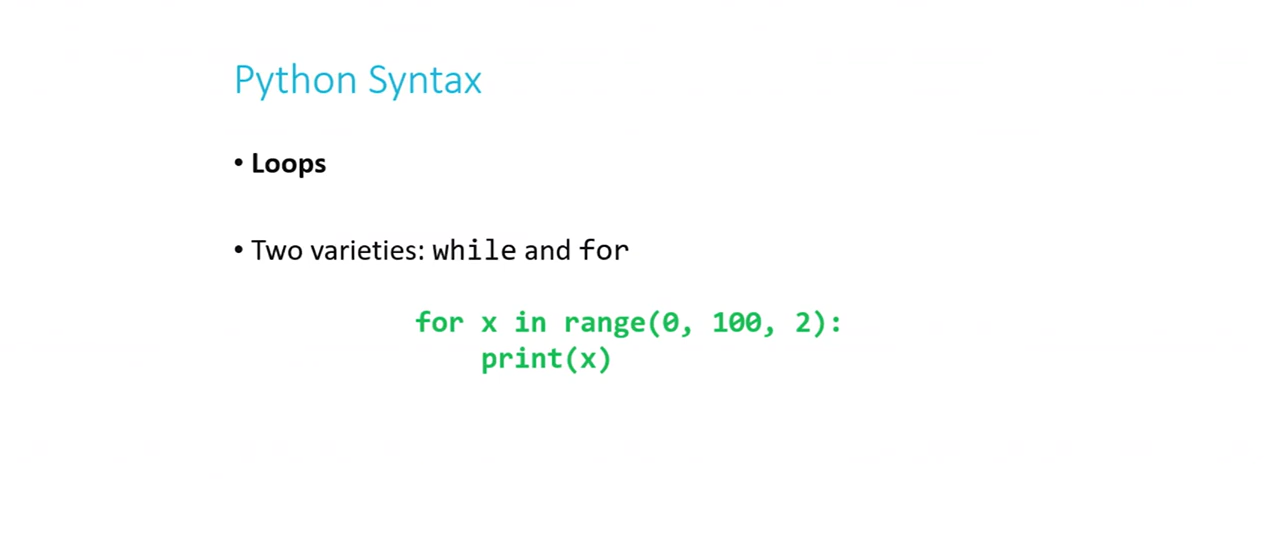 Python Syntax
• Loops
• Two varieties: while and for
for x in range(0, 100, 2):
    print(x)